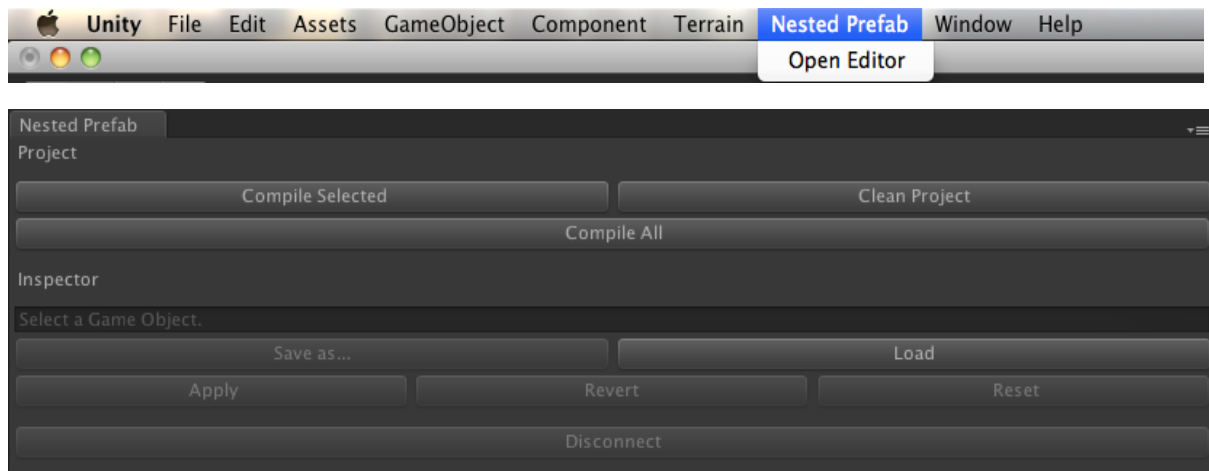 Unity File Edit Assets GameObject Component Terrain Nested Prefab Window Help
Open Editor
Nested Prefab
Project
Compile Selected Clean Project
Compile All
Inspector
Select a Game Object.
Save as... Load
Apply Revert Reset
Disconnect